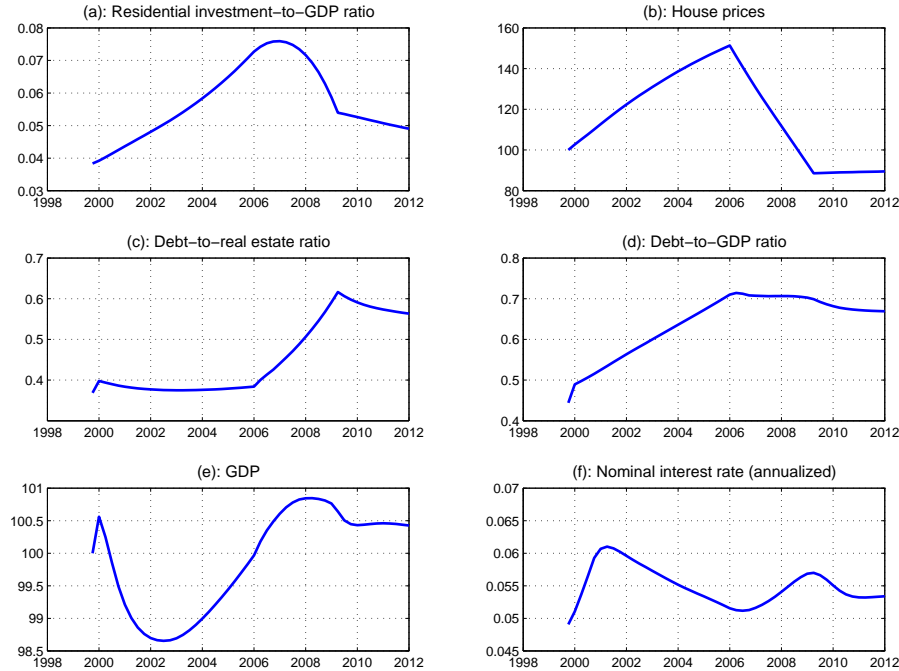 (a): Residential investment−to−GDP ratio
0.08
0.07
0.06
0.05
0.04
0.03
1998 2000 2002 2004 2006 2008 2010 2012
(b): House prices
160
140
120
100
80
1998 2000 2002 2004 2006 2008 2010 2012
(c): Debt−to−real estate ratio
0.7
0.6
0.5
0.4
1998 2000 2002 2004 2006 2008 2010 2012
(d): Debt−to−GDP ratio
0.8
0.7
0.6
0.5
0.4
1998 2000 2002 2004 2006 2008 2010 2012
(e): GDP
101
100.5
100
99.5
99
98.5
1998 2000 2002 2004 2006 2008 2010 2012
(f): Nominal interest rate (annualized)
0.07
0.065
0.06
0.055
0.05
0.045
1998 2000 2002 2004 2006 2008 2010 2012